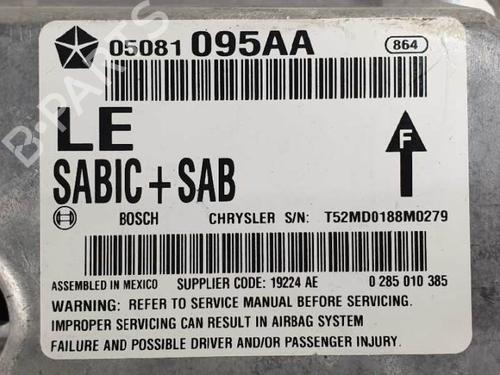 05081 095AA 864
LE
F
SABIC + SAB
BOSCH CHRYSLER S/N: T52MD0188M0279
ASSEMBLED IN MEXICO SUPPLIER CODE: 19224 AE 0 285 010 385
WARNING: REFER TO SERVICE MANUAL BEFORE SERVICING.
IMPROPER SERVICING CAN RESULT IN AIRBAG SYSTEM
FAILURE AND POSSIBLE DRIVER AND/OR PASSENGER INJURY.
B-PARTS